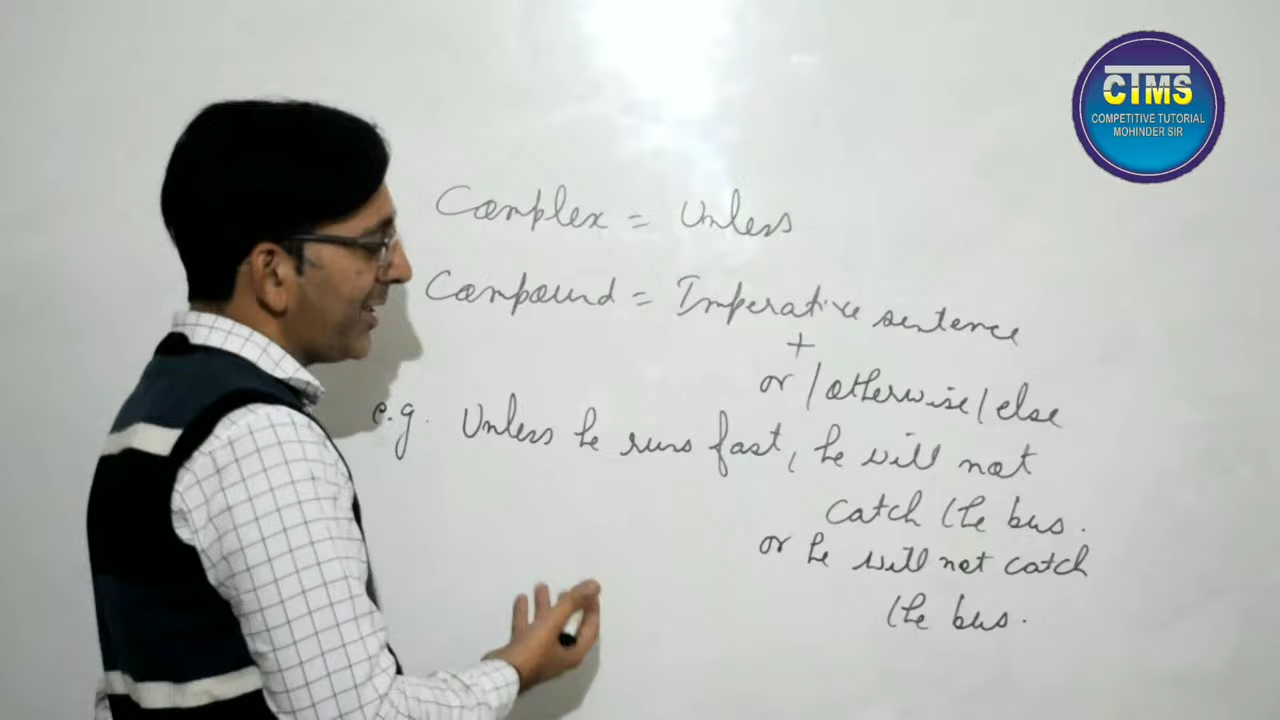 CTMS
COMPETITIVE TUTORIAL
MOHINDER SIR
Complex = Unless
Compound = Imperative sentence
+
or / otherwise / else
e.g. Unless he runs fast, he will not
catch the bus.
or he will not catch
the bus.